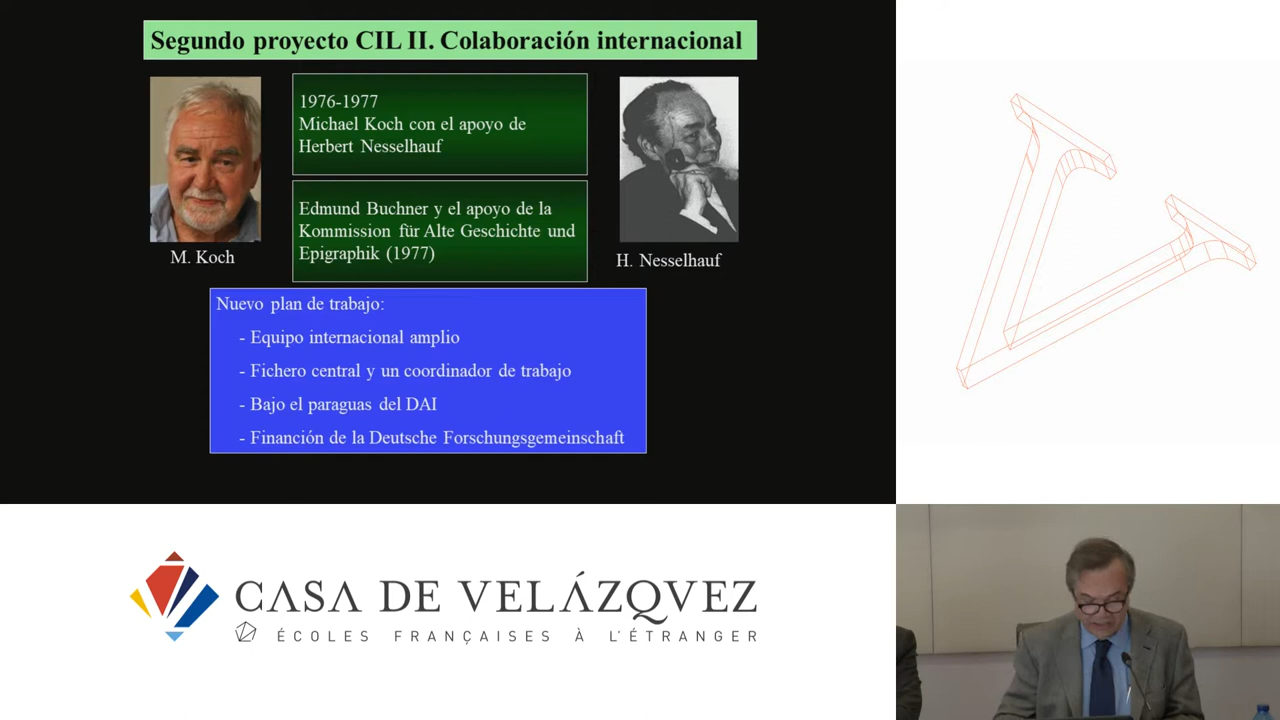 Segundo proyecto CIL II. Colaboración internacional
1976-1977
Michael Koch con el apoyo de
Herbert Nesselhauf
Edmund Buchner y el apoyo de la
Kommission für Alte Geschichte und
Epigraphik (1977)
M. Koch
H. Nesselhauf
Nuevo plan de trabajo:
- Equipo internacional amplio
- Fichero central y un coordinador de trabajo
- Bajo el paraguas del DAI
- Financión de la Deutsche Forschungsgemeinschaft
CASA DE VELÁZQVEZ
ÉCOLES FRANÇAISES À L'ÉTRANGER